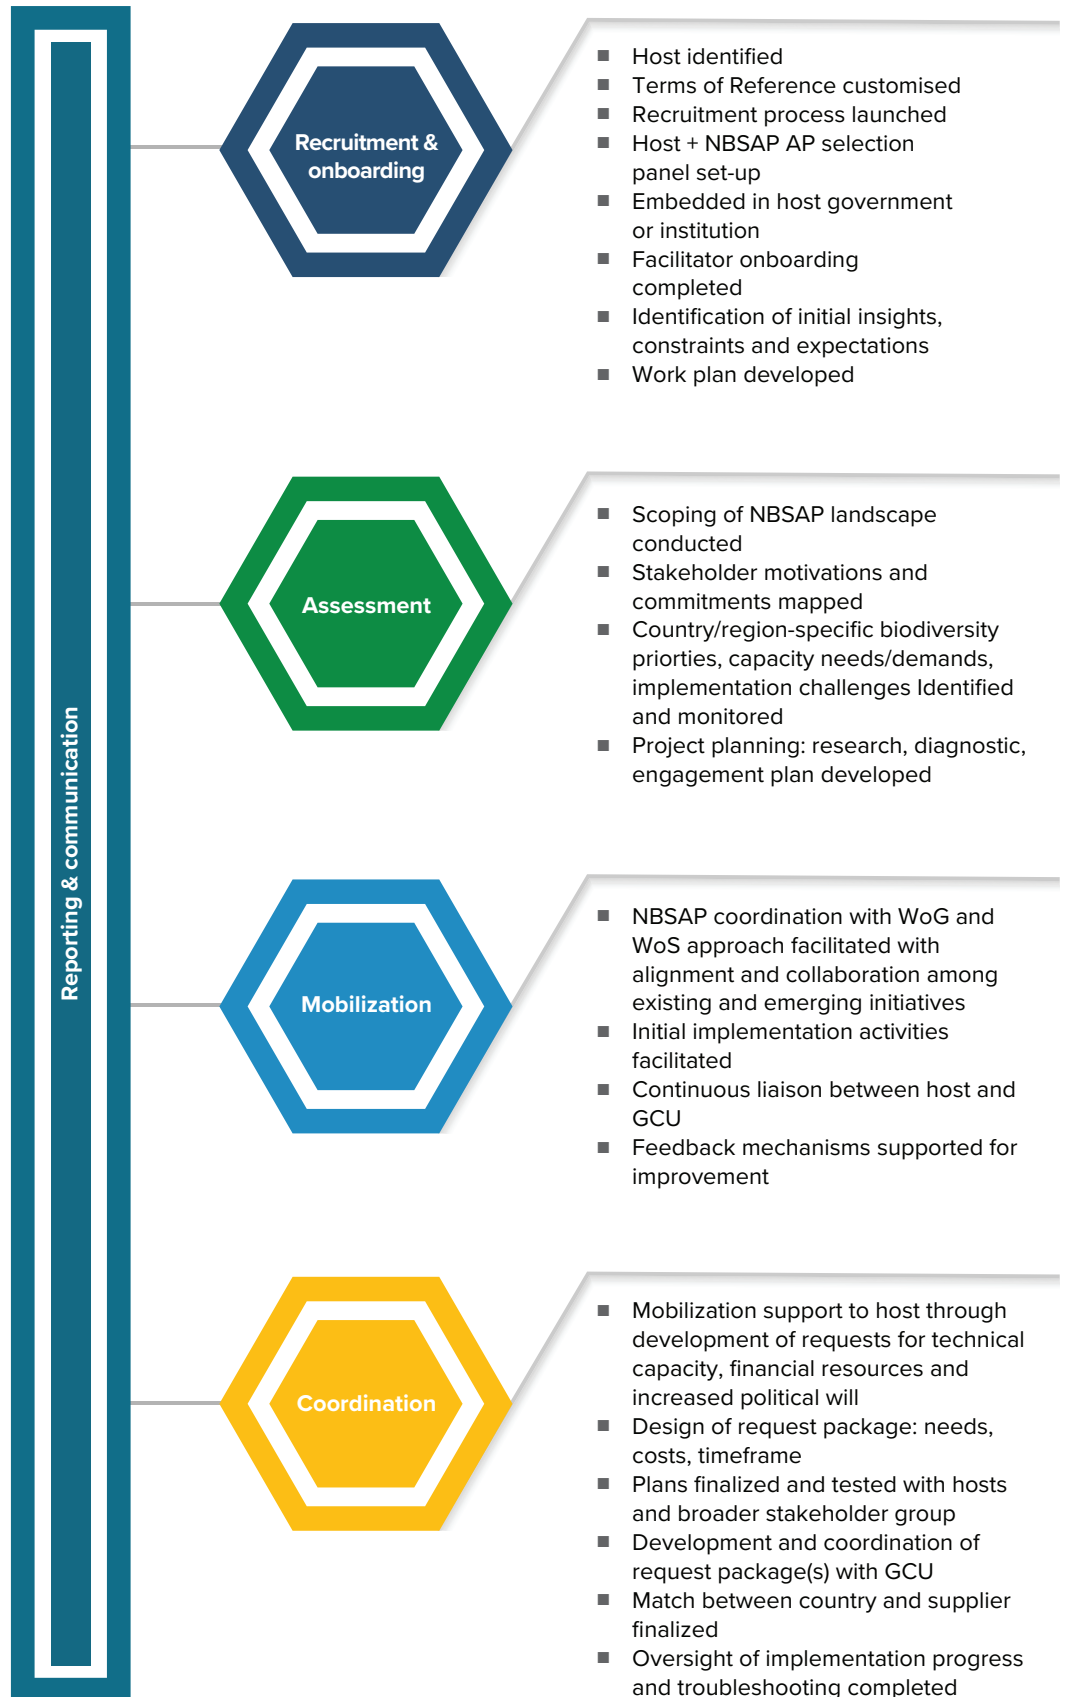 Reporting & communication
Recruitment &
onboarding
Host identified
Terms of Reference customised
Recruitment process launched
Host + NBSAP AP selection
panel set-up
Embedded in host government
or institution
Facilitator onboarding
completed
Identification of initial insights,
constraints and expectations
Work plan developed
Assessment
Scoping of NBSAP landscape
conducted
Stakeholder motivations and
commitments mapped
Country/region-specific biodiversity
priorties, capacity needs/demands,
implementation challenges Identified
and monitored
Project planning: research, diagnostic,
engagement plan developed
Mobilization
NBSAP coordination with WoG and
WoS approach facilitated with
alignment and collaboration among
existing and emerging initiatives
Initial implementation activities
facilitated
Continuous liaison between host and
GCU
Feedback mechanisms supported for
improvement
Coordination
Mobilization support to host through
development of requests for technical
capacity, financial resources and
increased political will
Design of request package: needs,
costs, timeframe
Plans finalized and tested with hosts
and broader stakeholder group
Development and coordination of
request package(s) with GCU
Match between country and supplier
finalized
Oversight of implementation progress
and troubleshooting completed